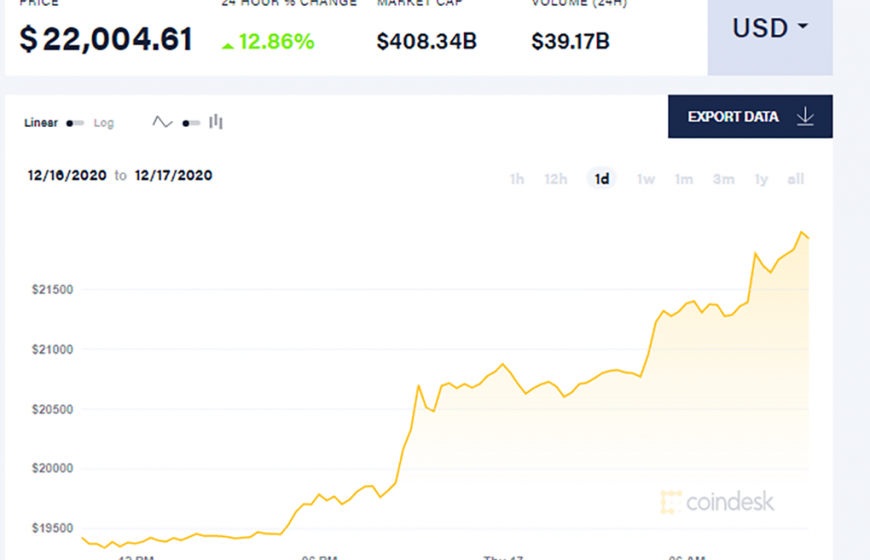 PRICE 24 HOUR % CHANGE MARKET CAP VOLUME (24H)
$22,004.61 12.86% $408.34B $39.17B USD
Linear Log EXPORT DATA
12/16/2020 to 12/17/2020 1h 12h 1d 1w 1m 3m 1y all
$21500
$21000
$20500
$20000
coindesk
$19500
12 PM 06 PM Thu 17 06 AM